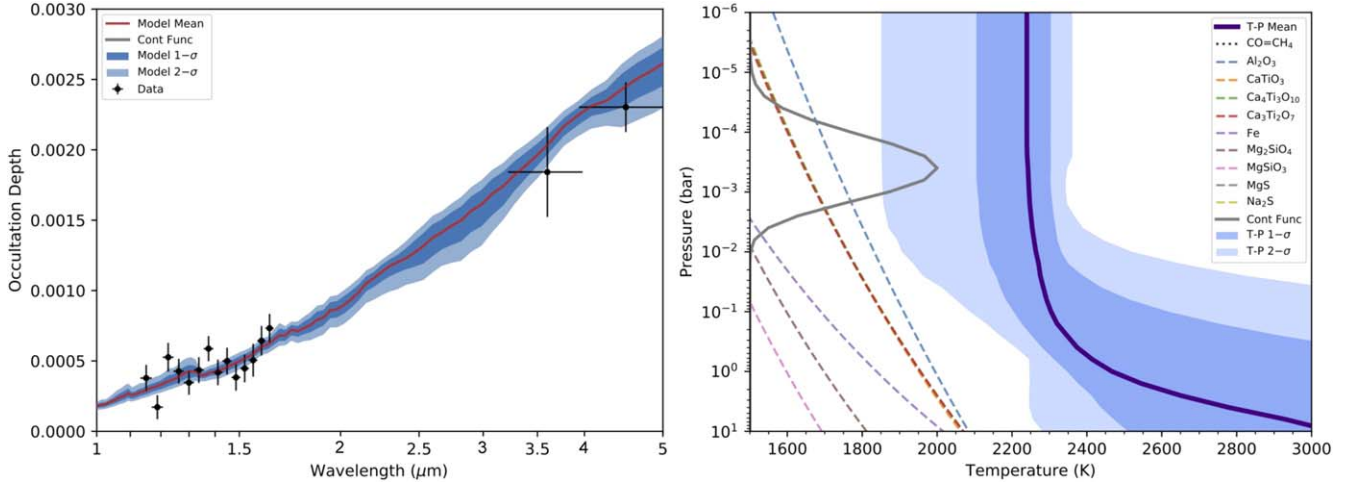 0.0030
0.0025
0.0020
0.0015
0.0010
0.0005
0.0000
Occultation Depth
Model Mean
Cont Func
Model 1−σ
Model 2−σ
Data
1
1.5
2
2.5
3
3.5
4
5
Wavelength (μm)
10⁻⁶
10⁻⁵
10⁻⁴
10⁻³
10⁻²
10⁻¹
10⁰
10¹
Pressure (bar)
T-P Mean
CO=CH₄
Al₂O₃
CaTiO₃
Ca₄Ti₃O₁₀
Ca₃Ti₂O₇
Fe
Mg₂SiO₄
MgSiO₃
MgS
Na₂S
Cont Func
T-P 1−σ
T-P 2−σ
1600
1800
2000
2200
2400
2600
2800
3000
Temperature (K)